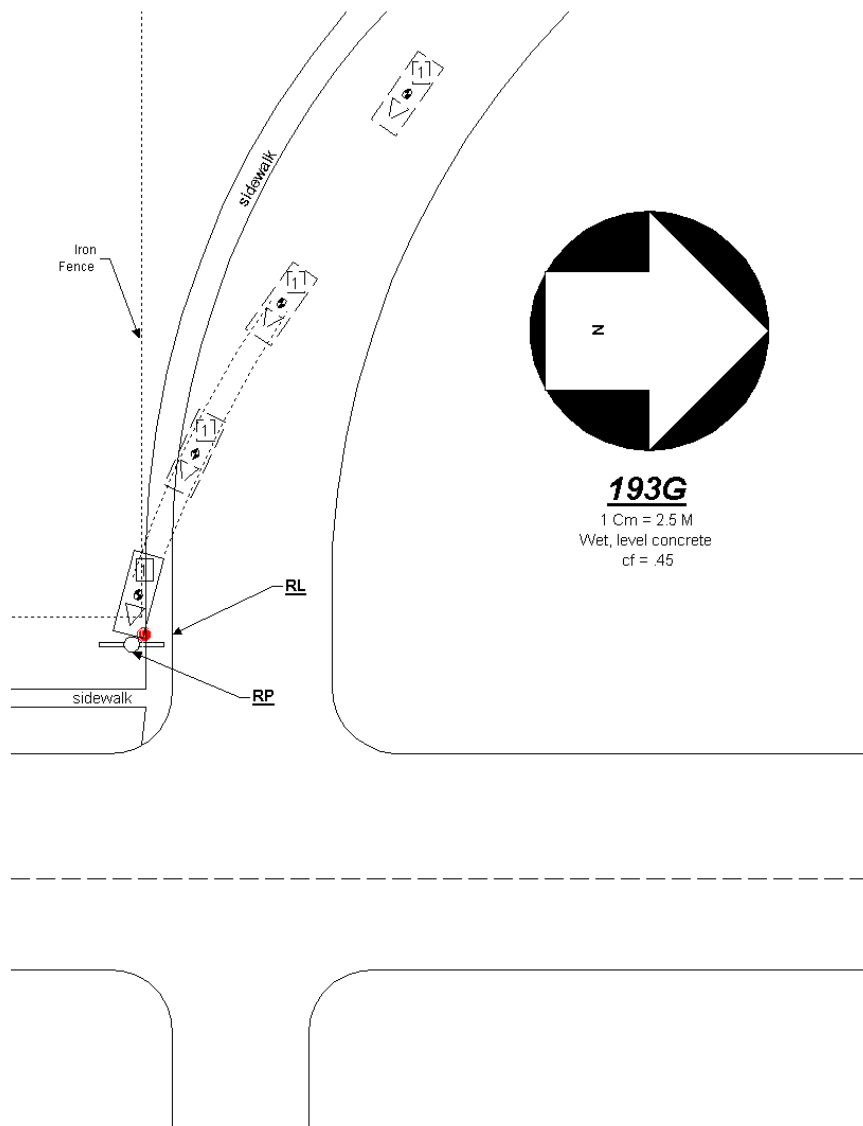 1
sidewalk
Iron
Fence
1
N
1
193G
1 Cm = 2.5 M
Wet, level concrete
cf = .45
1
RL
RP
sidewalk